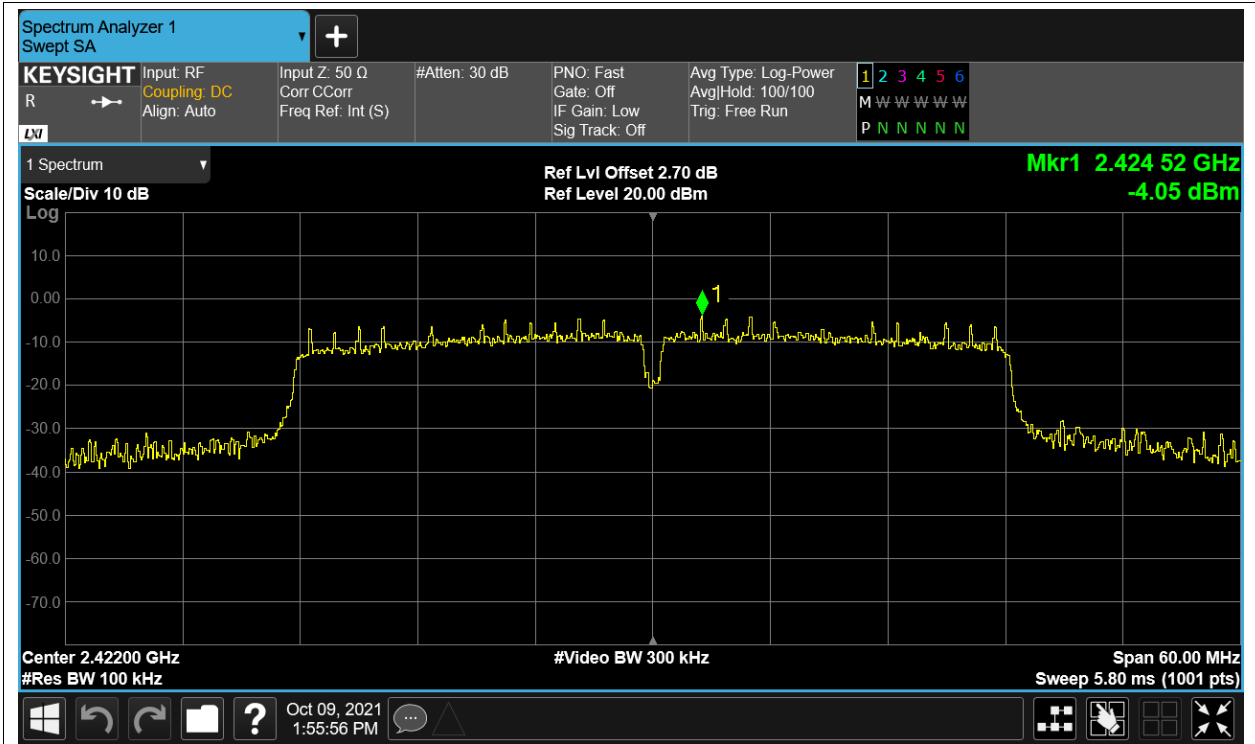 Spectrum Analyzer 1
Swept SA
KEYSIGHT
R
LXI
Input: RF
Coupling: DC
Align: Auto
Input Z: 50 Ω
Corr CCorr
Freq Ref: Int (S)
#Atten: 30 dB
PNO: Fast
Gate: Off
IF Gain: Low
Sig Track: Off
Avg Type: Log-Power
Avg|Hold: 100/100
Trig: Free Run
1 2 3 4 5 6
M W W W W W
P N N N N N
1 Spectrum
Scale/Div 10 dB
Ref Lvl Offset 2.70 dB
Ref Level 20.00 dBm
Mkr1 2.424 52 GHz
-4.05 dBm
Log
10.0
0.00
-10.0
-20.0
-30.0
-40.0
-50.0
-60.0
-70.0
1
Center 2.42200 GHz
#Res BW 100 kHz
#Video BW 300 kHz
Span 60.00 MHz
Sweep 5.80 ms (1001 pts)
?
Oct 09, 2021
1:55:56 PM